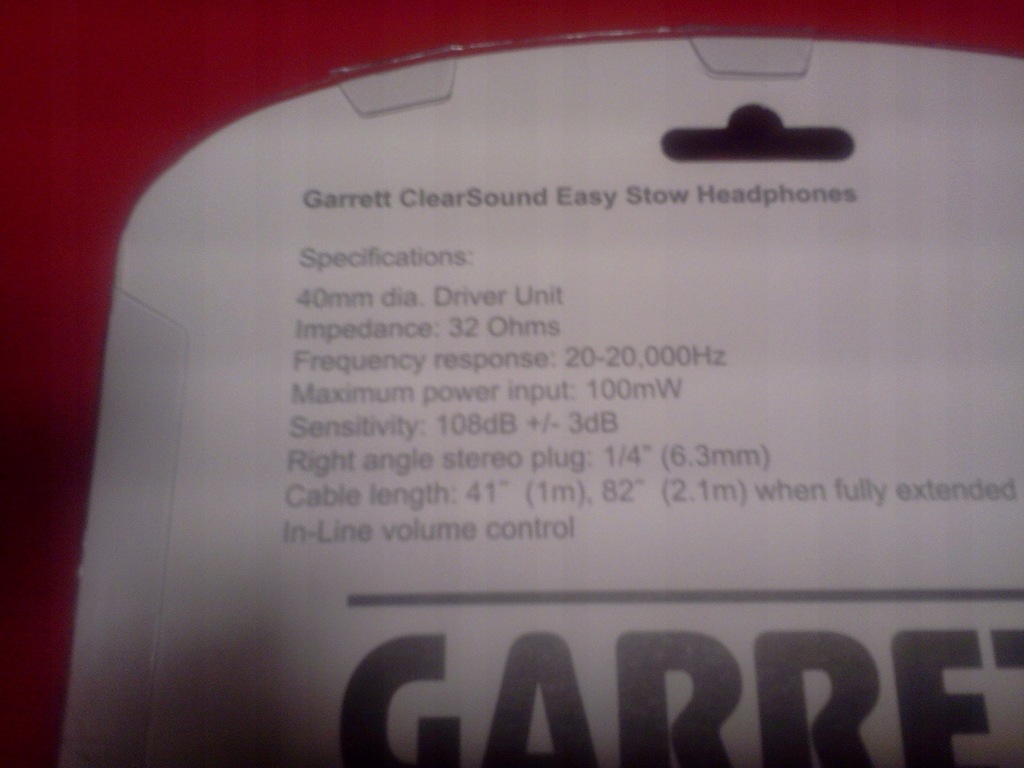 Garrett ClearSound Easy Stow Headphones
Specifications:
40mm dia. Driver Unit
Impedance: 32 Ohms
Frequency response: 20-20,000Hz
Maximum power input: 100mW
Sensitivity: 108dB +/- 3dB
Right angle stereo plug: 1/4" (6.3mm)
Cable length: 41" (1m), 82" (2.1m) when fully extended
In-Line volume control
GARRET